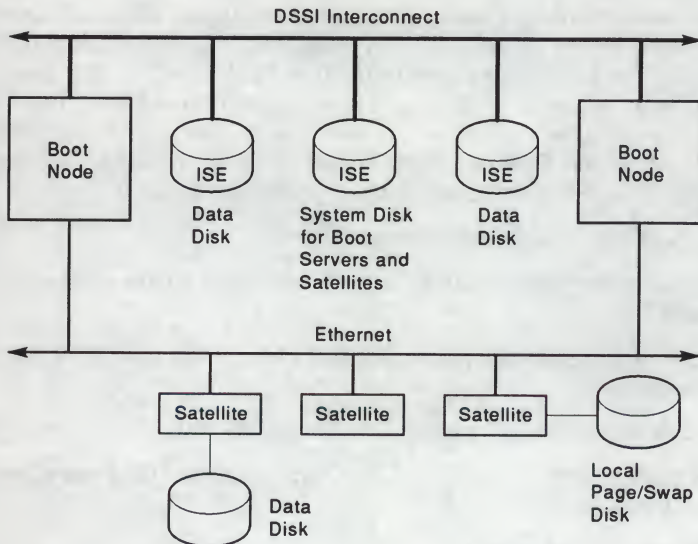 DSSI Interconnect
Boot
Node
ISE
ISE
ISE
Boot
Node
Data
Disk
System Disk
for Boot
Servers and
Satellites
Data
Disk
Ethernet
Satellite
Satellite
Satellite
Data
Disk
Local
Page/Swap
Disk